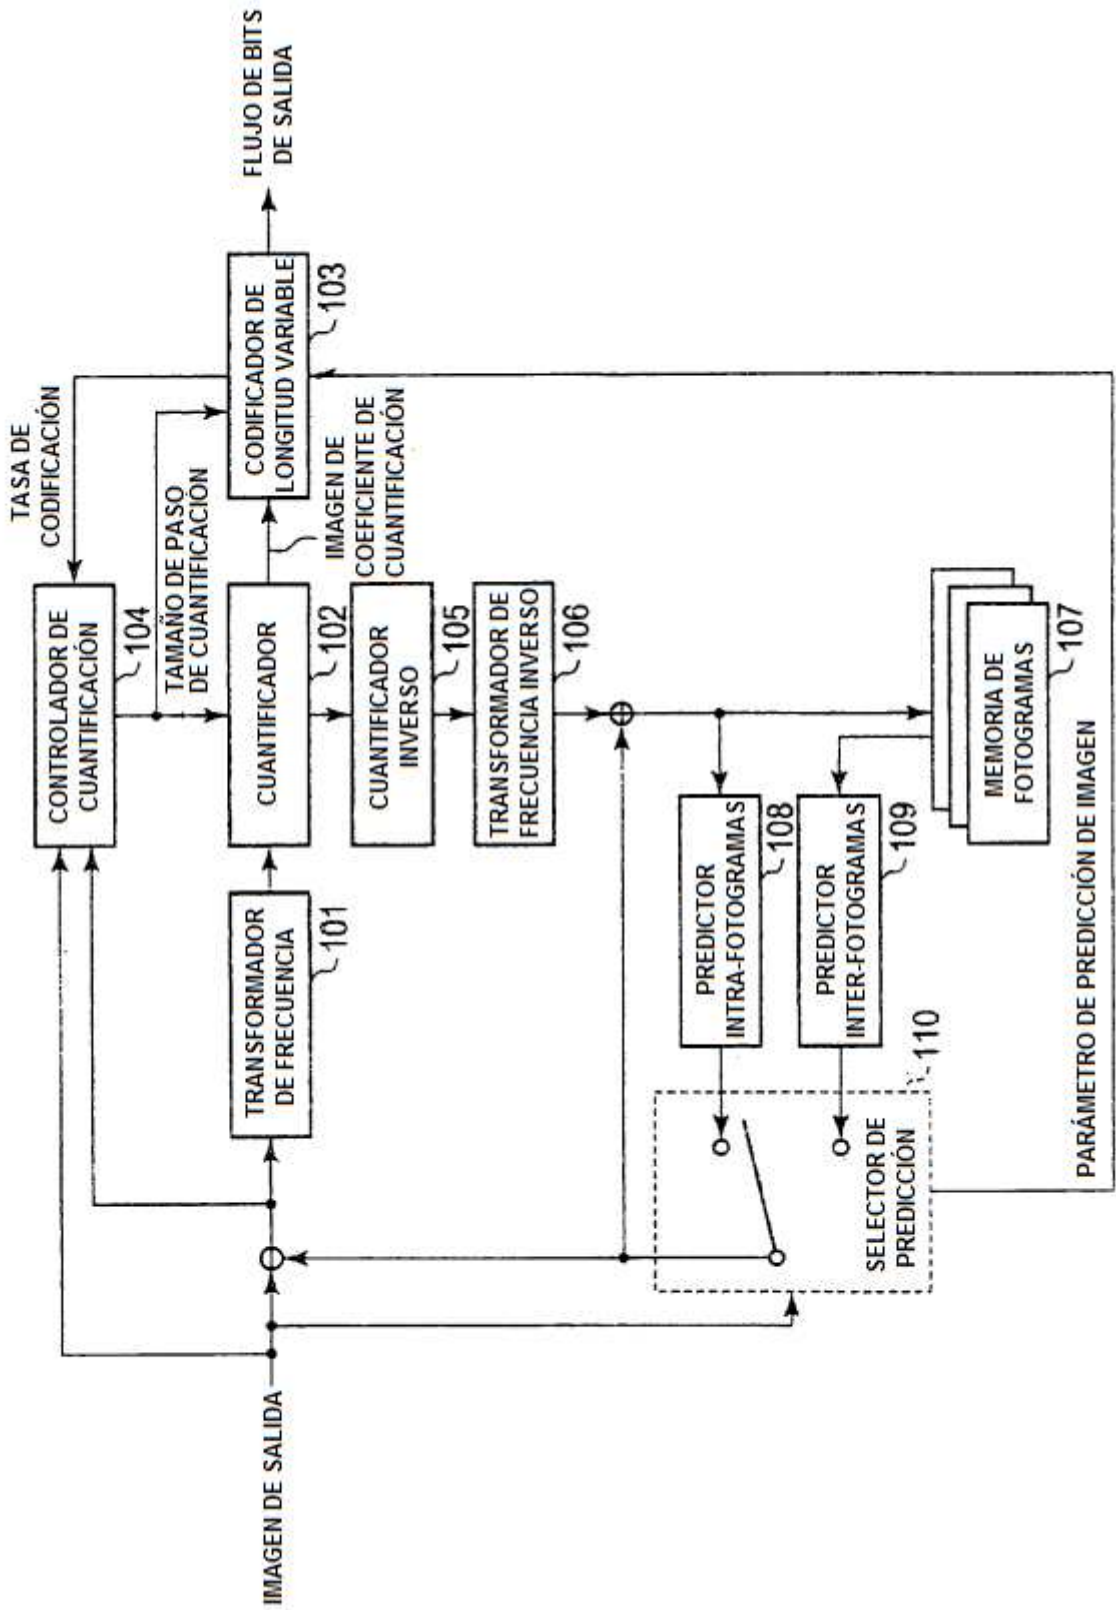 TASA DE
CODIFICACIÓN
CONTROLADOR DE
CUANTIFICACIÓN
104
TAMAÑO DE PASO
DE CUANTIFICACIÓN
IMAGEN DE SALIDA
TRANSFORMADOR
DE FRECUENCIA
101
CUANTIFICADOR
102
CODIFICADOR DE
LONGITUD VARIABLE
103
FLUJO DE BITS
DE SALIDA
IMAGEN DE
COEFICIENTE DE
CUANTIFICACIÓN
CUANTIFICADOR
INVERSO
105
TRANSFORMADOR DE
FRECUENCIA INVERSO
106
PREDICTOR
INTRA-FOTOGRAMAS
108
PREDICTOR
INTER-FOTOGRAMAS
109
SELECTOR DE
PREDICCIÓN
110
MEMORIA DE
FOTOGRAMAS
107
PARÁMETRO DE PREDICCIÓN DE IMAGEN